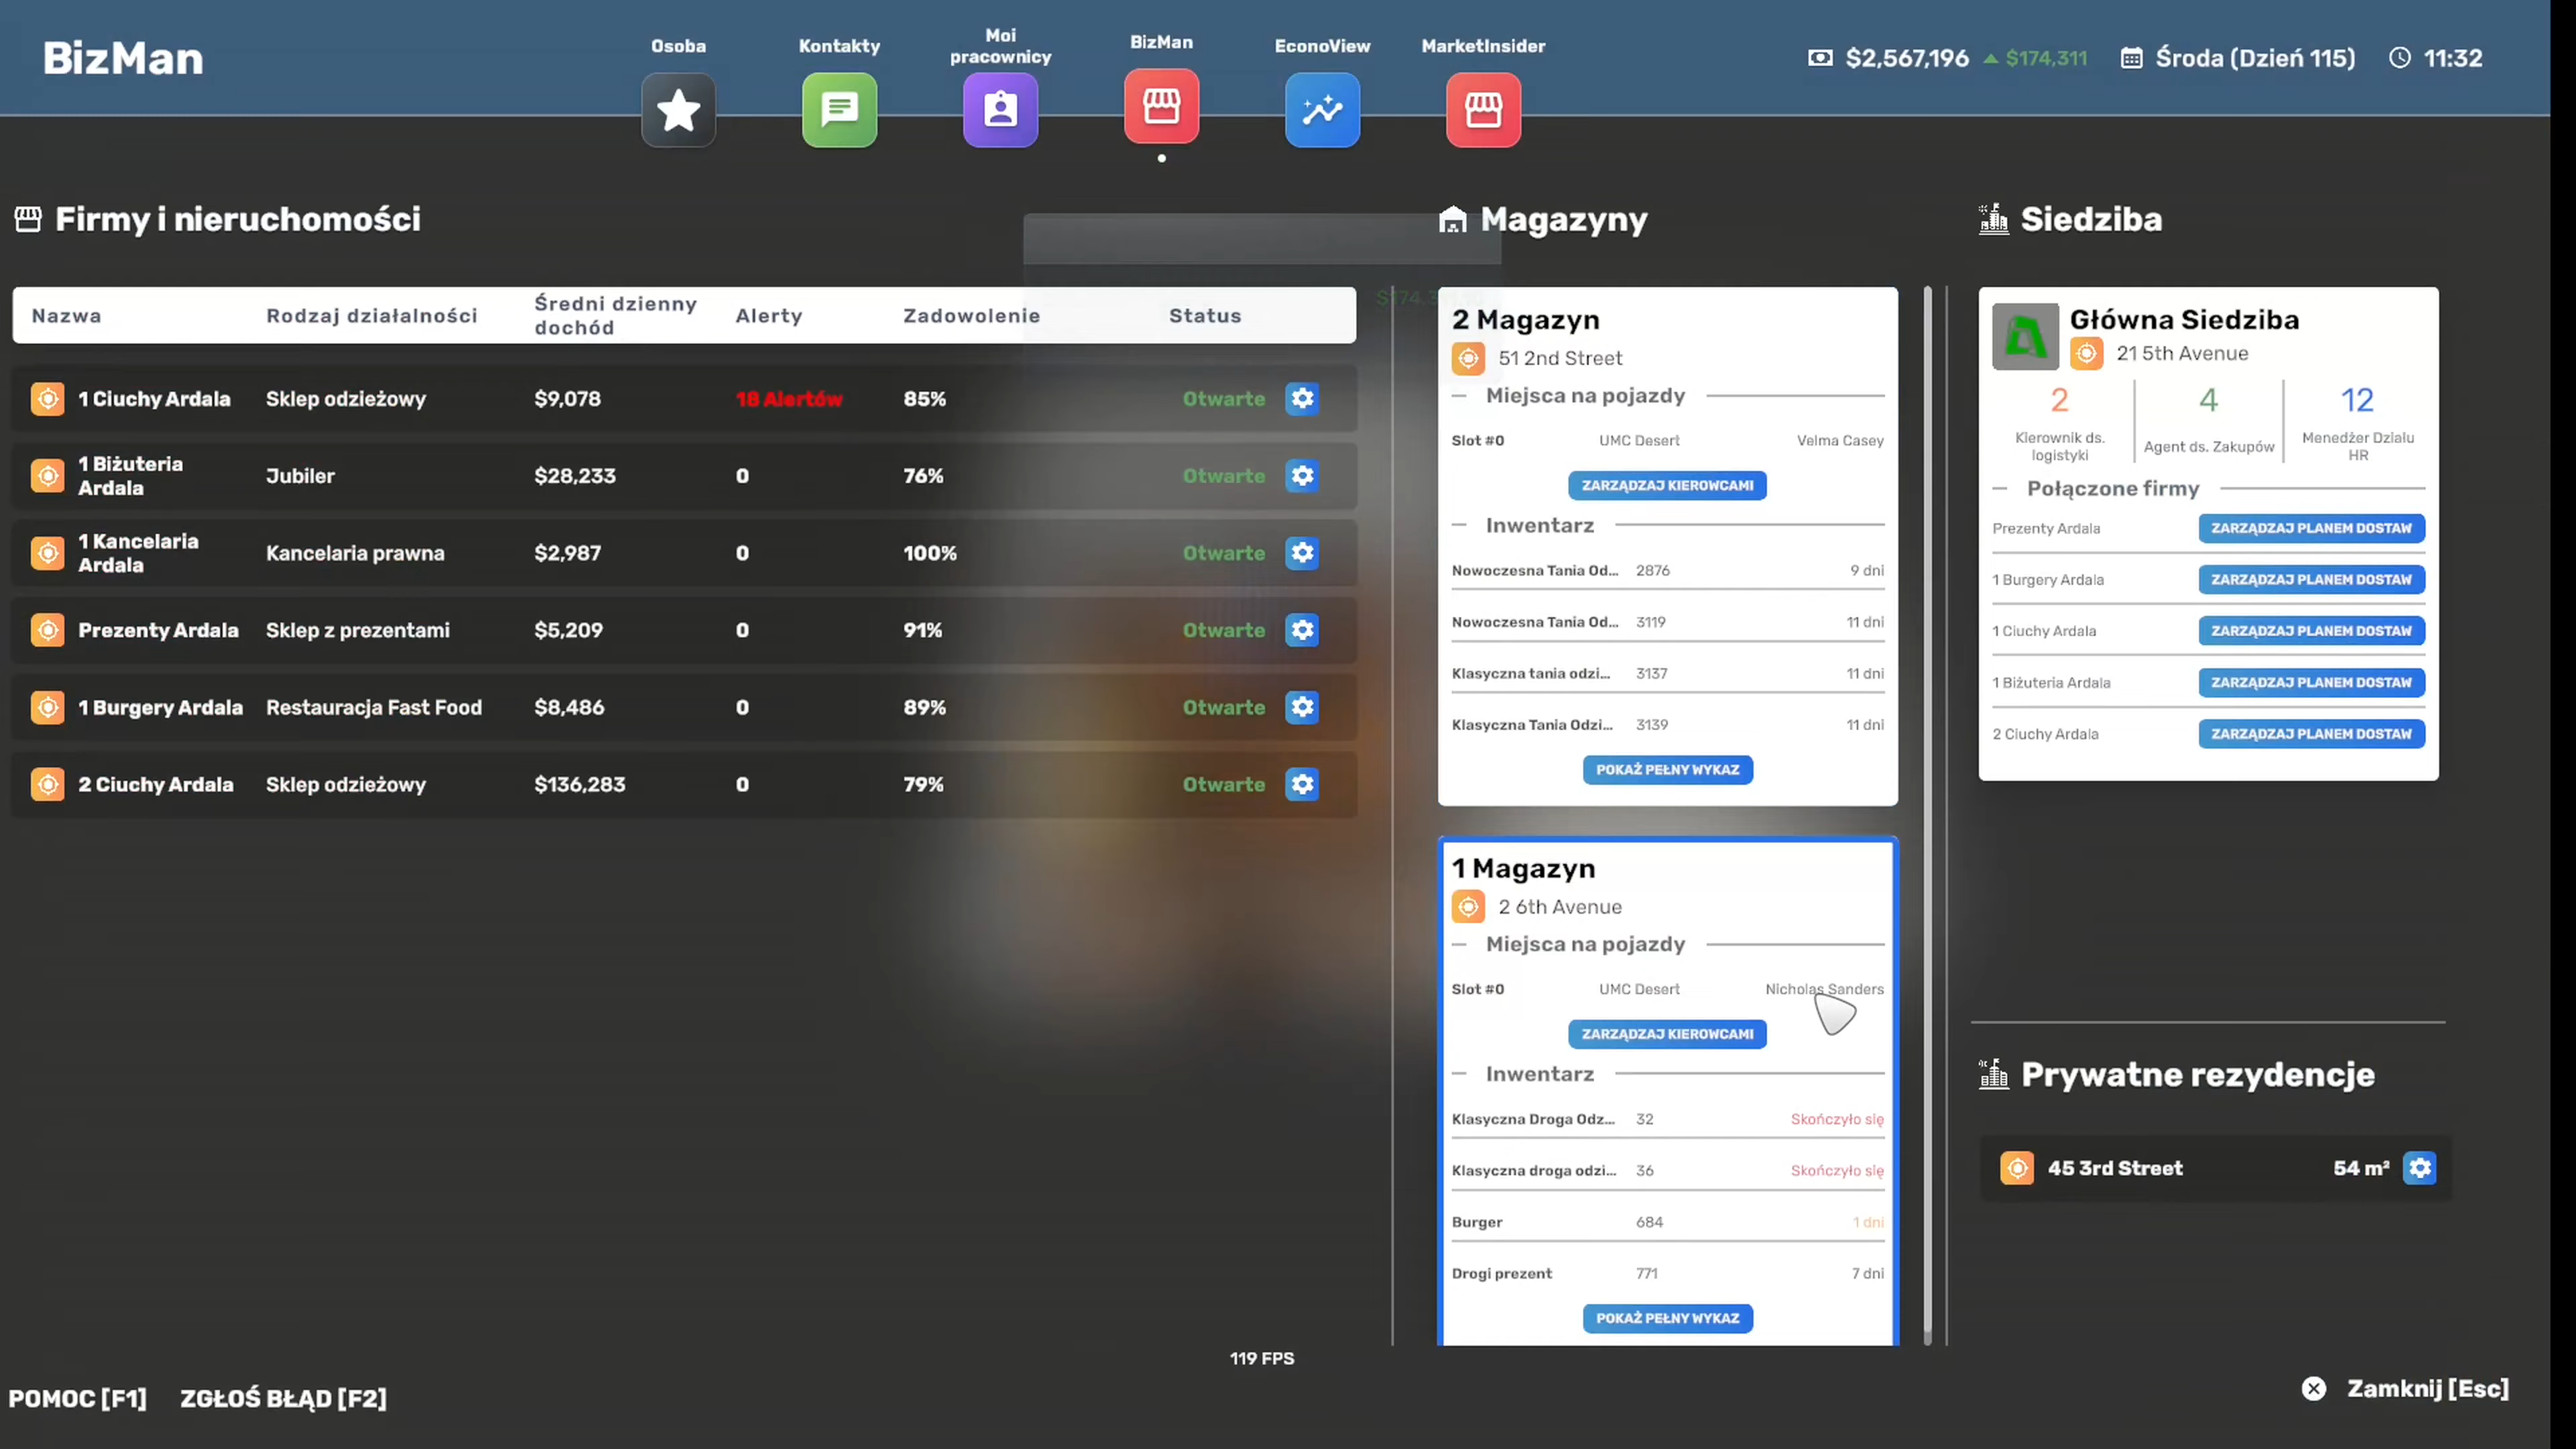 BizMan
Osoba
Kontakty
Moi
pracownicy
BizMan
EconoView
MarketInsider
$2,567,196
$174,311
Środa (Dzień 115)
11:32
Firmy i nieruchomości
Nazwa
Rodzaj działalności
Średni dzienny
dochód
Alerty
Zadowolenie
Status
1 Ciuchy Ardala
Sklep odzieżowy
$9,078
18 Alertów
85%
Otwarte
1 Biżuteria
Ardala
Jubiler
$28,233
0
76%
Otwarte
1 Kancelaria
Ardala
Kancelaria prawna
$2,987
0
100%
Otwarte
Prezenty Ardala
Sklep z prezentami
$5,209
0
91%
Otwarte
1 Burgery Ardala
Restauracja Fast Food
$8,486
0
89%
Otwarte
2 Ciuchy Ardala
Sklep odzieżowy
$136,283
0
79%
Otwarte
Magazyny
2 Magazyn
51 2nd Street
Miejsca na pojazdy
Slot #0
UMC Desert
Velma Casey
ZARZĄDZAJ KIEROWCAMI
Inwentarz
Nowoczesna Tania Od...
2876
9 dni
Nowoczesna Tania Od...
3119
11 dni
Klasyczna tania odzi...
3137
11 dni
Klasyczna Tania Odzi...
3139
11 dni
POKAŻ PEŁNY WYKAZ
1 Magazyn
2 6th Avenue
Miejsca na pojazdy
Slot #0
UMC Desert
Nicholas Sanders
ZARZĄDZAJ KIEROWCAMI
Inwentarz
Klasyczna Droga Odz...
32
Skończyło się
Klasyczna droga odzi...
36
Skończyło się
Burger
684
1 dni
Drogi prezent
771
7 dni
POKAŻ PEŁNY WYKAZ
Siedziba
Główna Siedziba
21 5th Avenue
2
Kierownik ds.
logistyki
4
Agent ds. Zakupów
12
Menedżer Działu
HR
Połączone firmy
Prezenty Ardala
ZARZĄDZAJ PLANEM DOSTAW
1 Burgery Ardala
ZARZĄDZAJ PLANEM DOSTAW
1 Ciuchy Ardala
ZARZĄDZAJ PLANEM DOSTAW
1 Biżuteria Ardala
ZARZĄDZAJ PLANEM DOSTAW
2 Ciuchy Ardala
ZARZĄDZAJ PLANEM DOSTAW
Prywatne rezydencje
45 3rd Street
54 m²
119 FPS
POMOC [F1]
ZGŁOŚ BŁĄD [F2]
Zamknij [Esc]